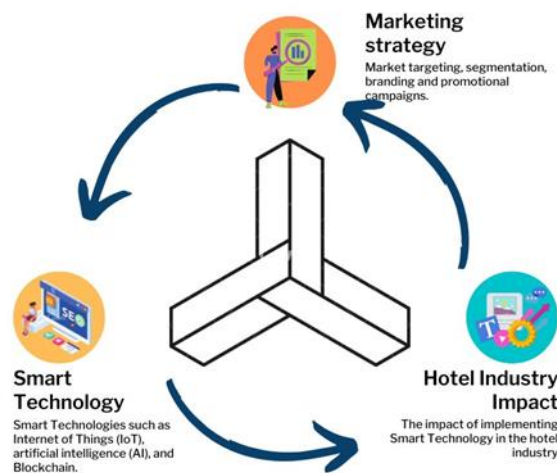 Marketing
strategy
Market targeting, segmentation,
branding and promotional
campaigns.
SEO
T
Smart
Technology
Smart Technologies such as
Internet of Things (IoT),
artificial intelligence (AI), and
Blockchain.
Hotel Industry
Impact
The impact of implementing
Smart Technology in the hotel
industry